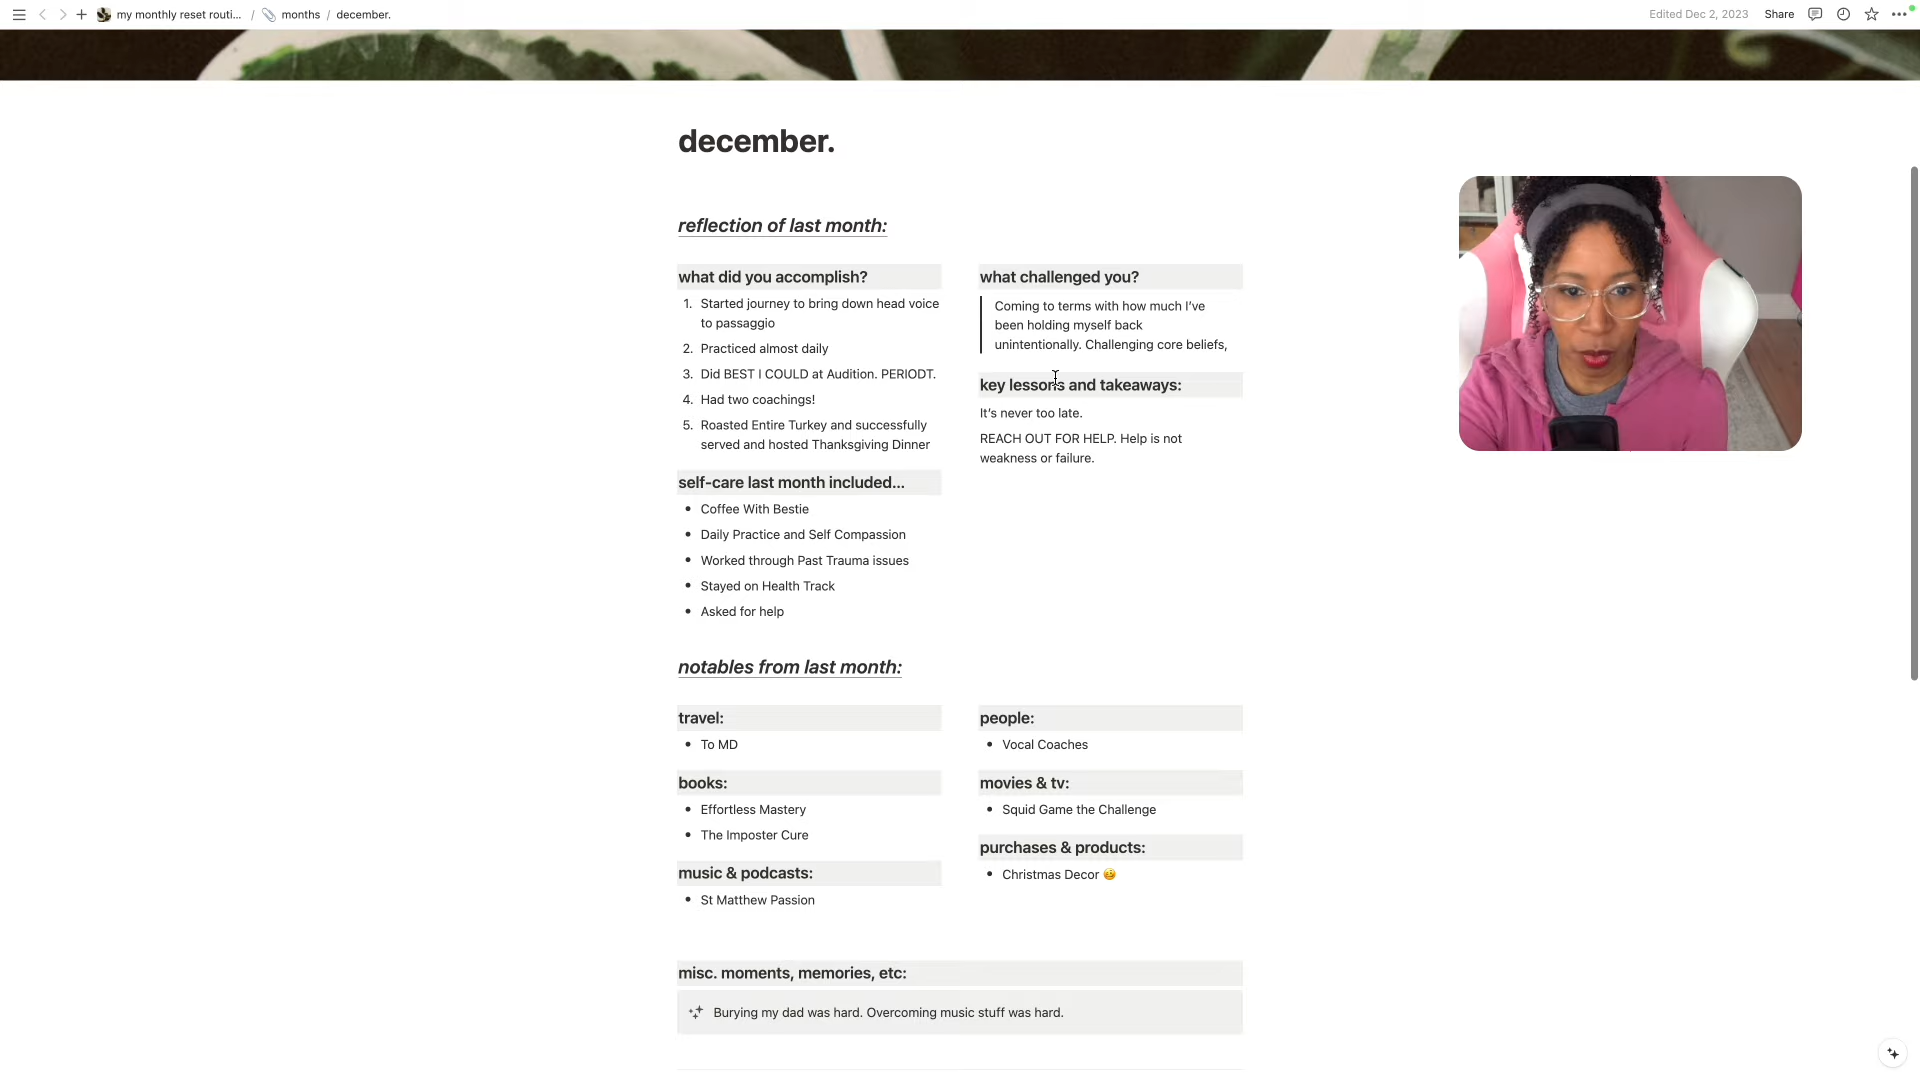 my monthly reset routi... / months / december.
Edited Dec 2, 2023 Share
december.
reflection of last month:
what did you accomplish?
1. Started journey to bring down head voice
to passaggio
2. Practiced almost daily
3. Did BEST I COULD at Audition. PERIODT.
4. Had two coachings!
5. Roasted Entire Turkey and successfully
served and hosted Thanksgiving Dinner
self-care last month included...
• Coffee With Bestie
• Daily Practice and Self Compassion
• Worked through Past Trauma issues
• Stayed on Health Track
• Asked for help
what challenged you?
Coming to terms with how much I’ve
been holding myself back
unintentionally. Challenging core beliefs,
key lessons and takeaways:
It’s never too late.
REACH OUT FOR HELP. Help is not
weakness or failure.
notables from last month:
travel:
• To MD
books:
• Effortless Mastery
• The Imposter Cure
music & podcasts:
• St Matthew Passion
people:
• Vocal Coaches
movies & tv:
• Squid Game the Challenge
purchases & products:
• Christmas Decor
misc. moments, memories, etc:
Burying my dad was hard. Overcoming music stuff was hard.